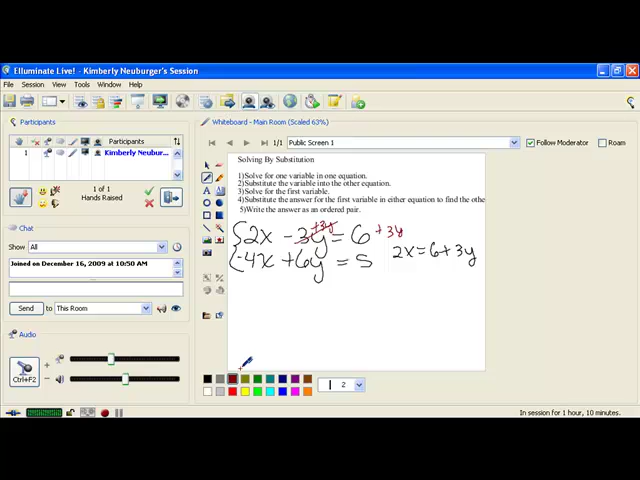 Elluminate Live! - Kimberly Neuburger's Session
File Session View Tools Window Help
Participants
Participants
1 Kimberly Neubur...
1 of 1
Hands Raised
Chat
Show All
Joined on December 16, 2009 at 10:50 AM
Send to This Room
Audio
Ctrl+F2
Whiteboard - Main Room (Scaled 63%)
1/1 Public Screen 1 Follow Moderator Roam
Solving By Substitution
1)Solve for one variable in one equation.
2)Substitute the variable into the other equation.
3)Solve for the first variable.
4)Substitute the answer for the first variable in either equation to find the othe
5)Write the answer as an ordered pair.
+3y
2x - 3y = 6 +3y
-4x + 6y = 5
2x = 6 + 3y
2
In session for 1 hour, 10 minutes.